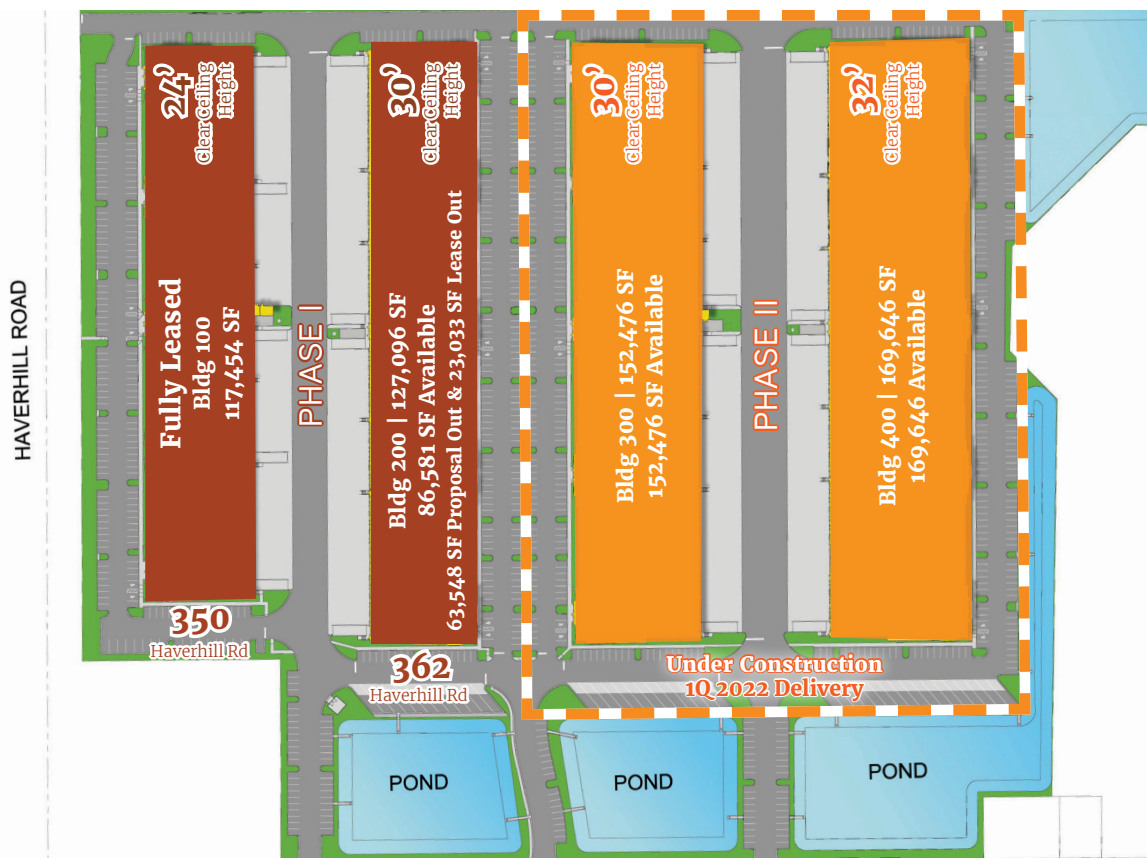 HAVERHILL ROAD
24'
Clear Ceiling
Height
Fully Leased
Bldg 100
117,454 SF
350
Haverhill Rd
PHASE I
30'
Clear Ceiling
Height
Bldg 200 | 127,096 SF
86,581 SF Available
63,548 SF Proposal Out & 23,033 SF Lease Out
362
Haverhill Rd
30'
Clear Ceiling
Height
Bldg 300 | 152,476 SF
152,476 SF Available
PHASE II
32'
Clear Ceiling
Height
Bldg 400 | 169,646 SF
169,646 Available
Under Construction
1Q 2022 Delivery
POND
POND
POND